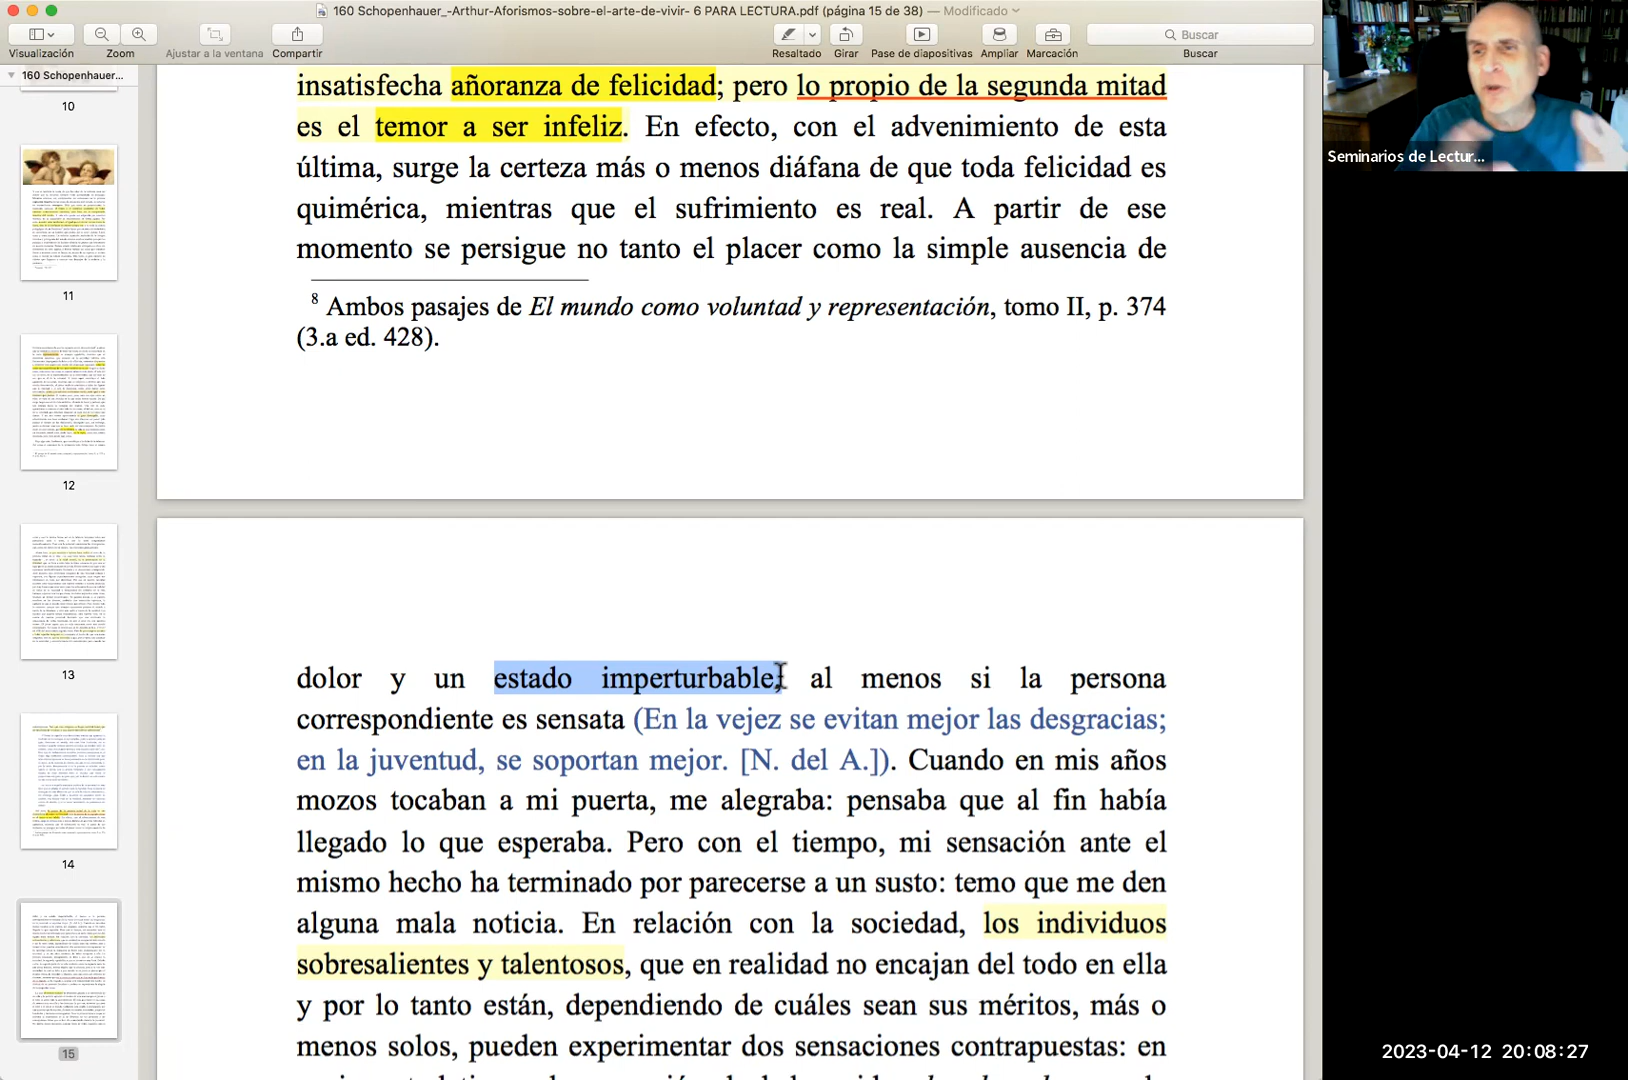 160 Schopenhauer_-Arthur-Aforismos-sobre-el-arte-de-vivir- 6 PARA LECTURA.pdf (página 15 de 38) — Modificado
Visualización
Zoom
Ajustar a la ventana
Compartir
Resaltado
Girar
Pase de diapositivas
Ampliar
Marcación
Buscar
Buscar
160 Schopenhauer...
10
11
12
13
14
15
insatisfecha añoranza de felicidad; pero lo propio de la segunda mitad
es el temor a ser infeliz. En efecto, con el advenimiento de esta
última, surge la certeza más o menos diáfana de que toda felicidad es
quimérica, mientras que el sufrimiento es real. A partir de ese
momento se persigue no tanto el placer como la simple ausencia de
8 Ambos pasajes de El mundo como voluntad y representación, tomo II, p. 374
(3.a ed. 428).
dolor y un estado imperturbable; al menos si la persona
correspondiente es sensata (En la vejez se evitan mejor las desgracias;
en la juventud, se soportan mejor. [N. del A.]). Cuando en mis años
mozos tocaban a mi puerta, me alegraba: pensaba que al fin había
llegado lo que esperaba. Pero con el tiempo, mi sensación ante el
mismo hecho ha terminado por parecerse a un susto: temo que me den
alguna mala noticia. En relación con la sociedad, los individuos
sobresalientes y talentosos, que en realidad no encajan del todo en ella
y por lo tanto están, dependiendo de cuáles sean sus méritos, más o
menos solos, pueden experimentar dos sensaciones contrapuestas: en
Seminarios de Lectur...
2023-04-12 20:08:27